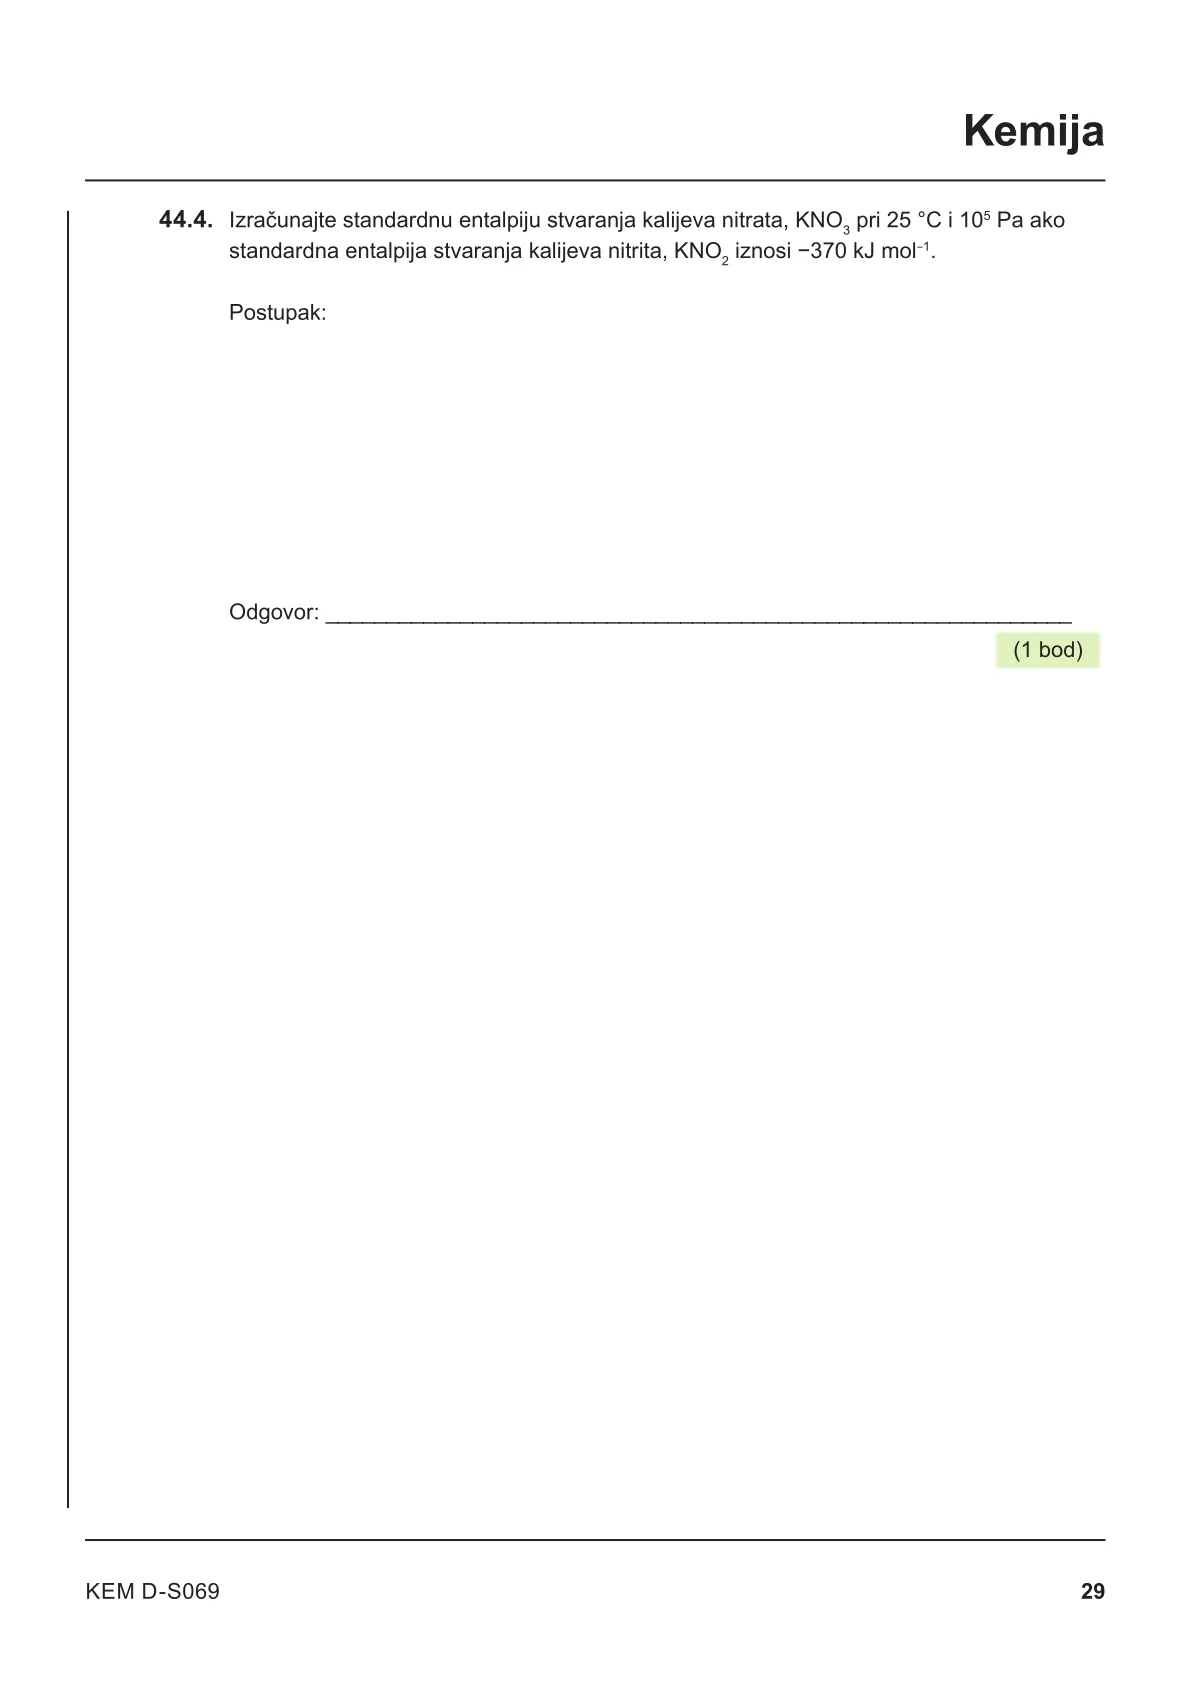 Kemija
44.4. Izračunajte standardnu entalpiju stvaranja kalijeva nitrata, KNO₃ pri 25 °C i 10⁵ Pa ako
standardna entalpija stvaranja kalijeva nitrita, KNO₂ iznosi −370 kJ mol⁻¹.
Postupak:
Odgovor: ______________________________________________________________
(1 bod)
KEM D-S069
29